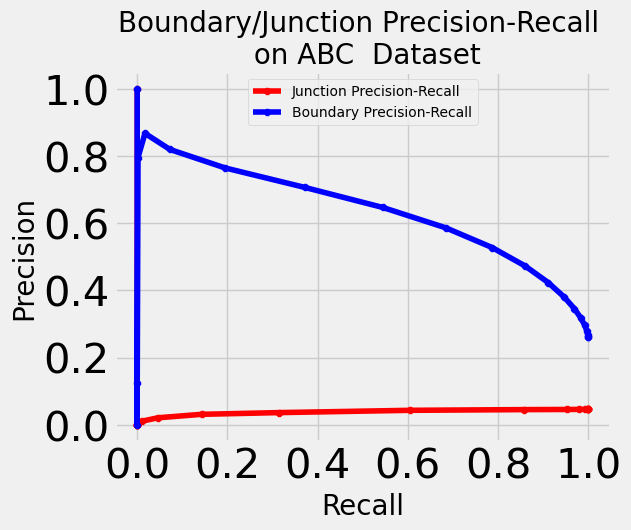 Boundary/Junction Precision-Recall
on ABC  Dataset
Junction Precision-Recall
Boundary Precision-Recall
1.0
0.8
0.6
0.4
0.2
0.0
Precision
0.0 0.2 0.4 0.6 0.8 1.0
Recall